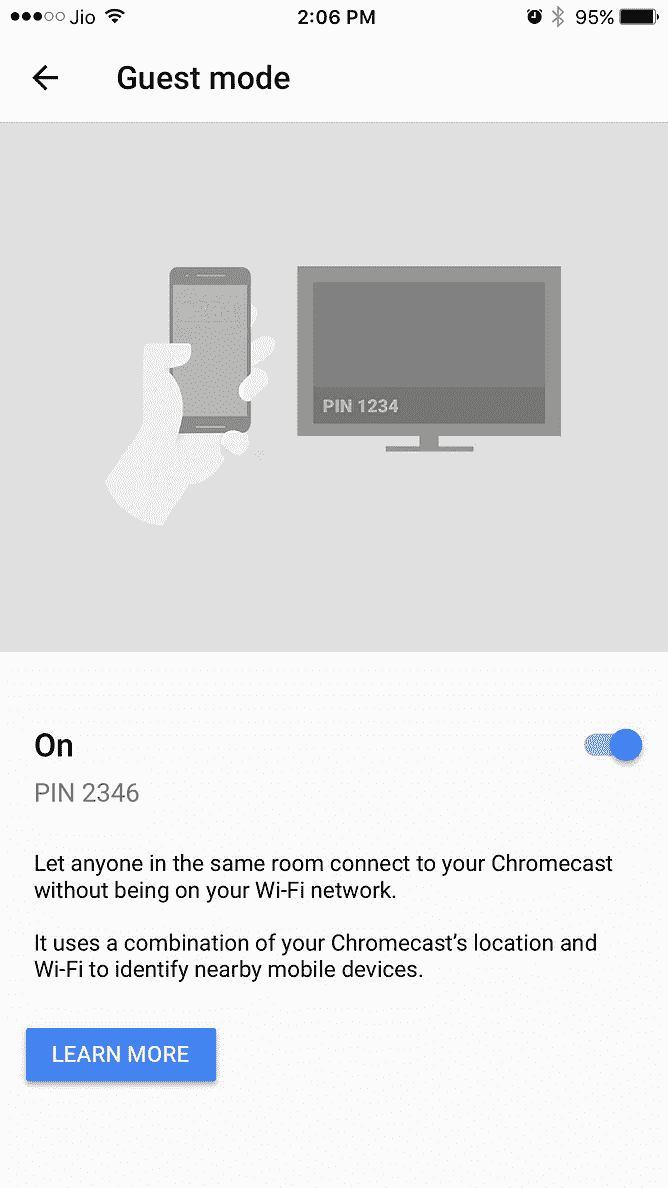 Jio 2:06 PM 95%
Guest mode
PIN 1234
On
PIN 2346
Let anyone in the same room connect to your Chromecast
without being on your Wi-Fi network.
It uses a combination of your Chromecast’s location and
Wi-Fi to identify nearby mobile devices.
LEARN MORE